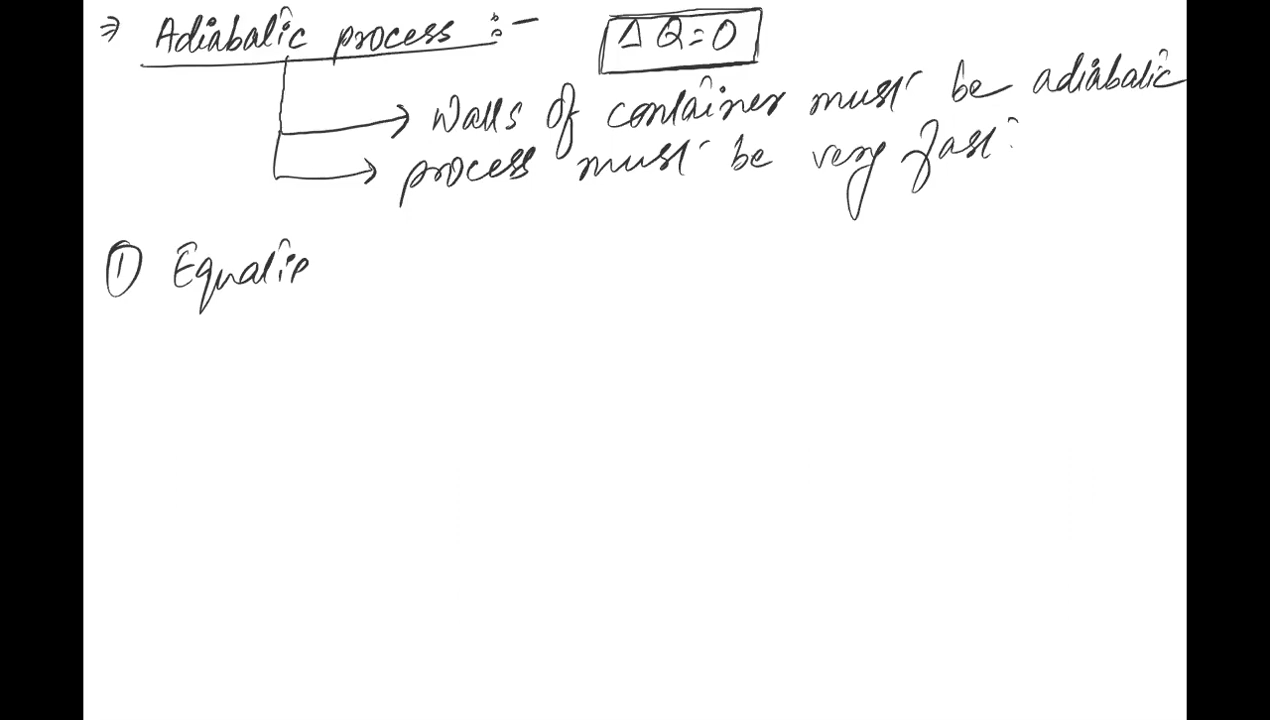 ⇒ Adiabatic process :- ΔQ=0
→ Walls of container must be adiabatic
→ process must be very fast.
① Equatio